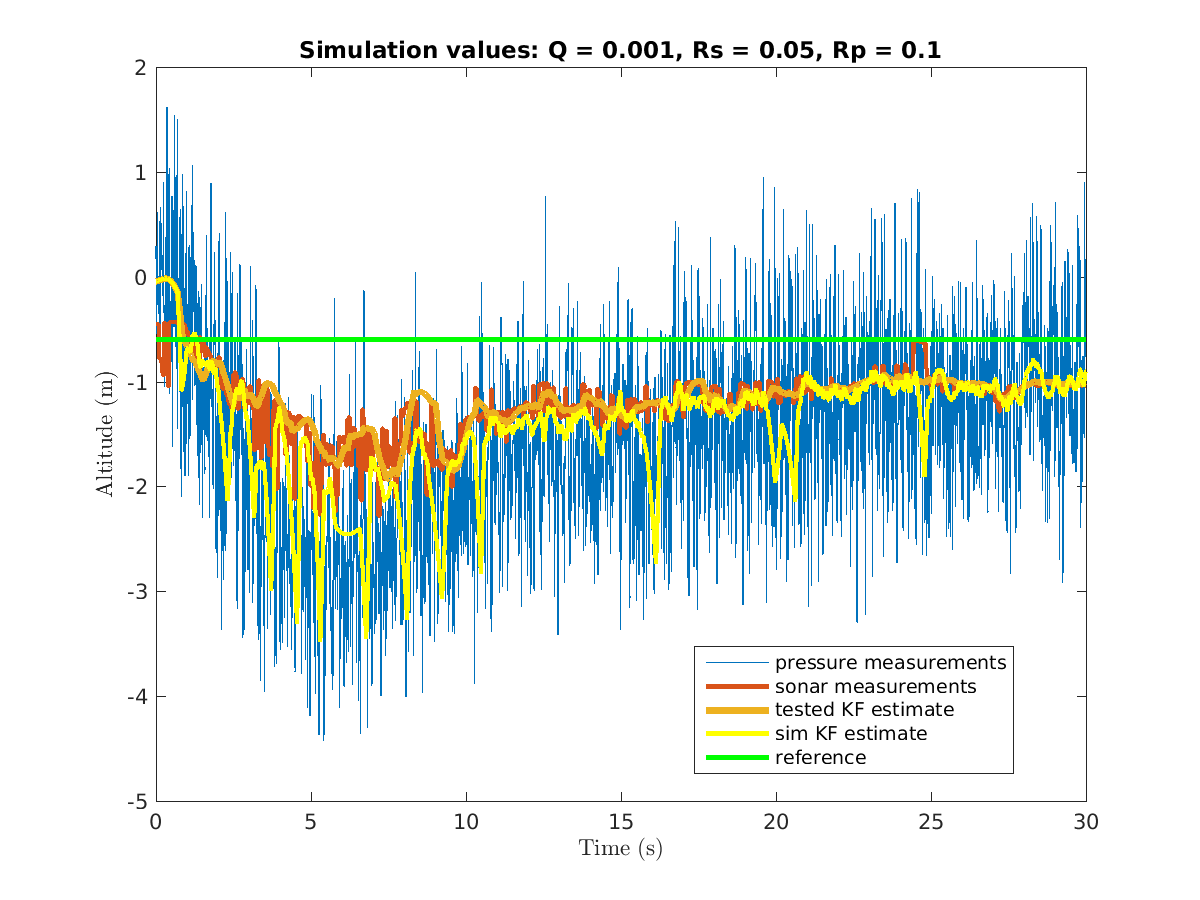 Simulation values: Q = 0.001, Rs = 0.05, Rp = 0.1
2
1
0
-1
-2
-3
-4
-5
Altitude (m)
pressure measurements
sonar measurements
tested KF estimate
sim KF estimate
reference
0 5 10 15 20 25 30
Time (s)